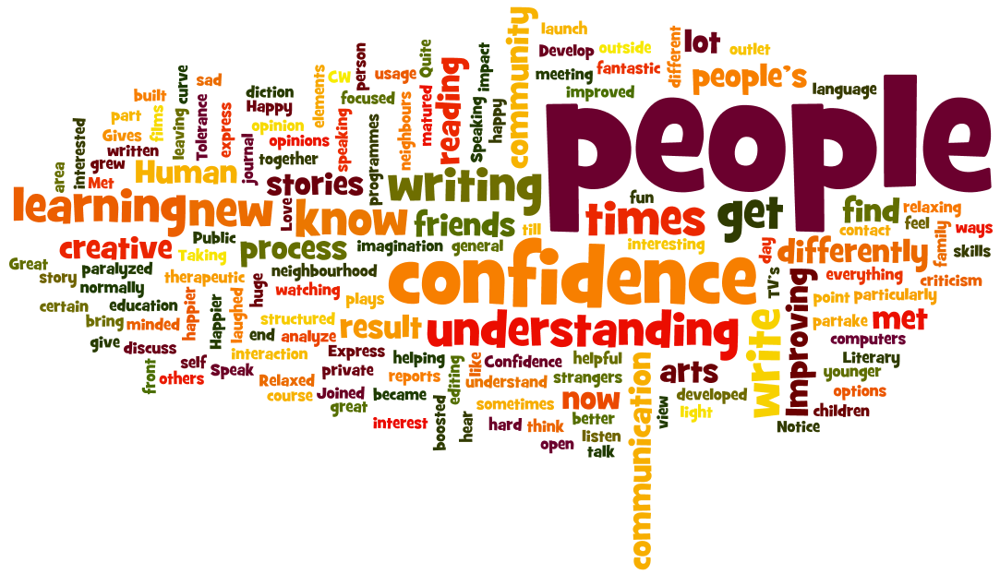 community
launch
Develop
outside
different
lot
outlet
meeting
fantastic
people's
improved
language
people
Quite
person
usage
CW
elements
focused
matured
reading
Speaking
impact
happy
neighbours
curve
sad
built
films
leaving
Tolerance
express
diction
Happy
opinion
opinions
speaking
programmes
journal
together
part
Gives
written
interested
area
grew
Met
Human
stories
writing
learning
new
Love
know
friends
till
times
fun
get
find
relaxing
feel
contact
family
ways
skills
creative
Public
Taking
process
imagination
general
interesting
day
differently
everything
criticism
Great
story
paralyzed
normally
therapeutic
huge
neighbourhood
watching
plays
confidence
TV's
Improving
point
particularly
certain
education
happier
Happier
laughed
structured
bring
minded
end
analyze
result
understanding
write
partake
met
computers
give
discuss
interaction
Express
helping
editing
like
Confidence
helpful
communication
arts
Literary
younger
front
self
others
Speak
Relaxed
private
reports
understand
strangers
options
course
Joined
became
great
boosted
hear
sometimes
now
view
developed
light
children
interest
hard
think
better
listen
Notice
open
talk